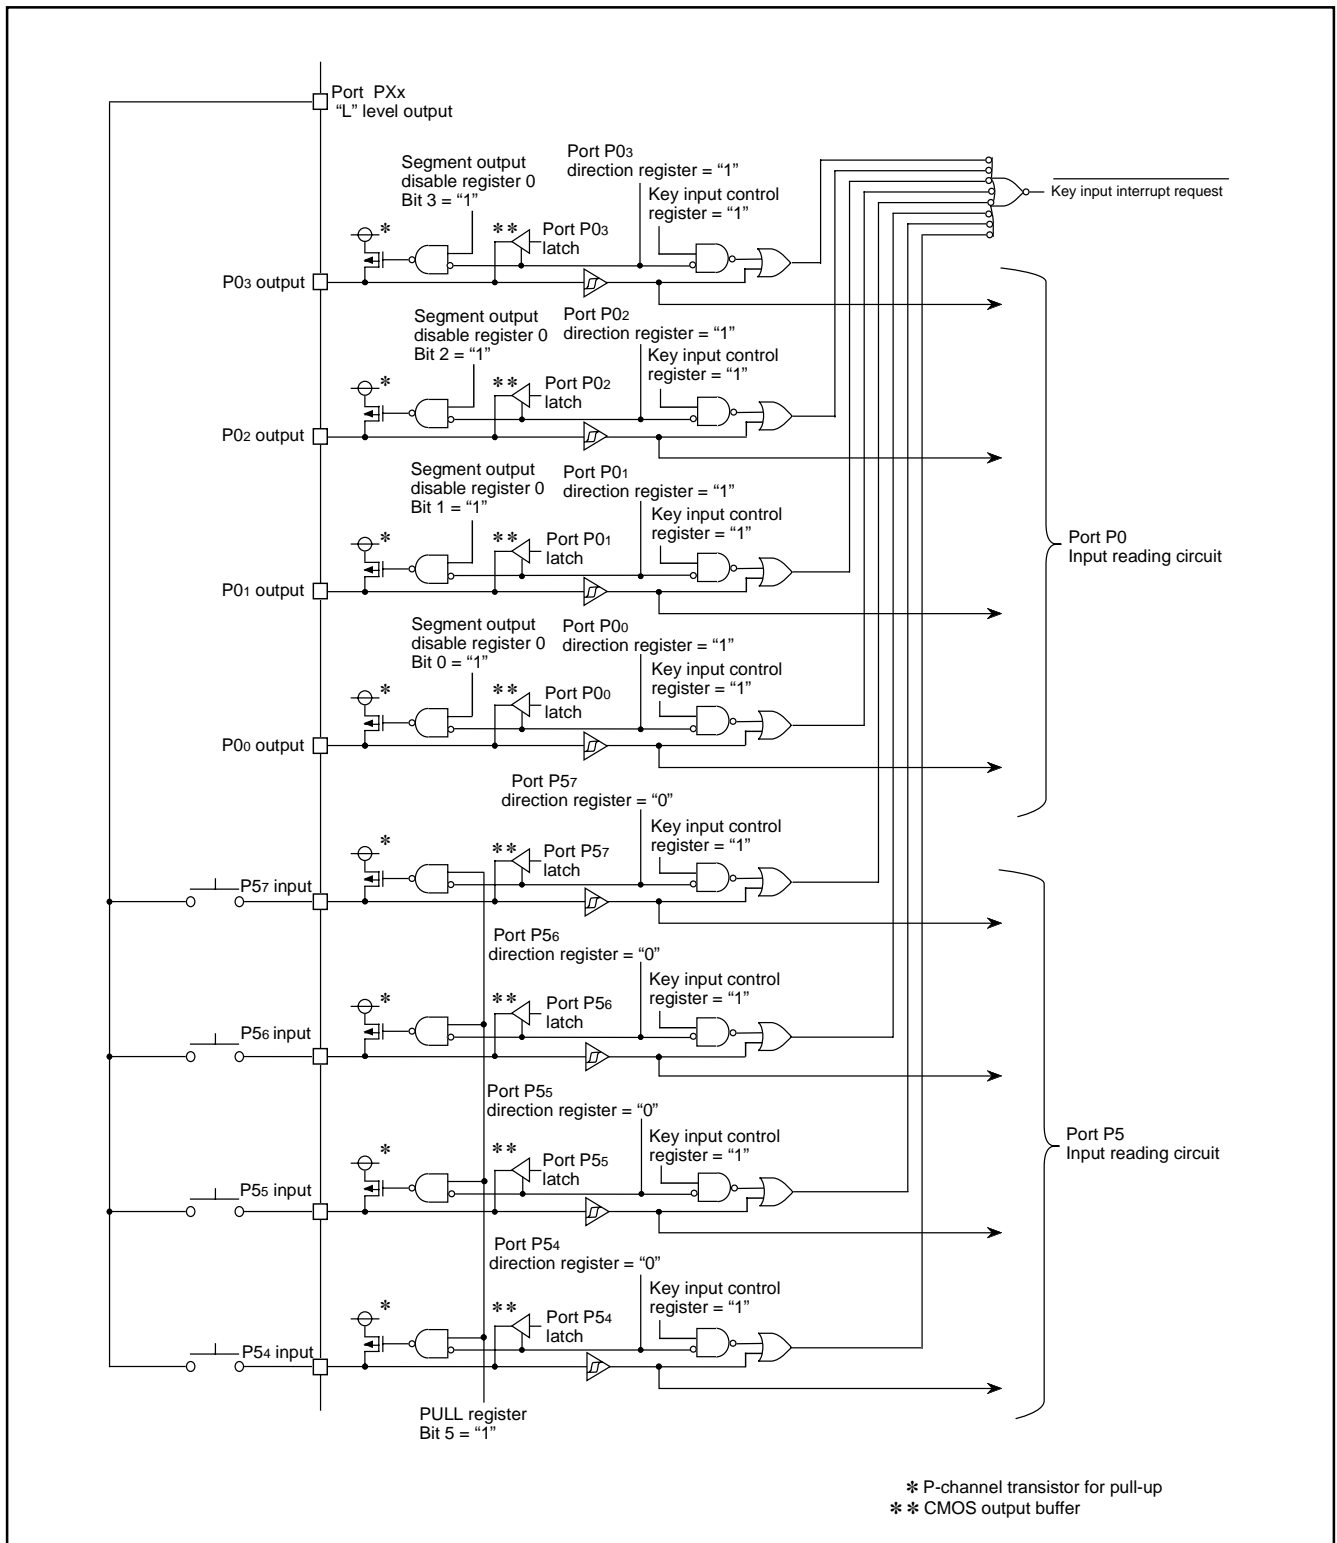 Port PXx
“L” level output
Port P03
direction register = “1”
Segment output
disable register 0
Bit 3 = “1”
Key input control
register = “1”
Key input interrupt request
*
* *
Port P03
latch
P03 output
Port P02
direction register = “1”
Segment output
disable register 0
Bit 2 = “1”
Key input control
register = “1”
*
* *
Port P02
latch
P02 output
Port P01
direction register = “1”
Segment output
disable register 0
Bit 1 = “1”
Key input control
register = “1”
*
* *
Port P01
latch
P01 output
Port P0
Input reading circuit
Port P00
direction register = “1”
Segment output
disable register 0
Bit 0 = “1”
Key input control
register = “1”
*
* *
Port P00
latch
P00 output
Port P57
direction register = “0”
Key input control
register = “1”
*
* *
Port P57
latch
P57 input
Port P56
direction register = “0”
Key input control
register = “1”
*
* *
Port P56
latch
P56 input
Port P55
direction register = “0”
Key input control
register = “1”
*
* *
Port P55
latch
P55 input
Port P5
Input reading circuit
Port P54
direction register = “0”
Key input control
register = “1”
*
* *
Port P54
latch
P54 input
PULL register
Bit 5 = “1”
* P-channel transistor for pull-up
* * CMOS output buffer